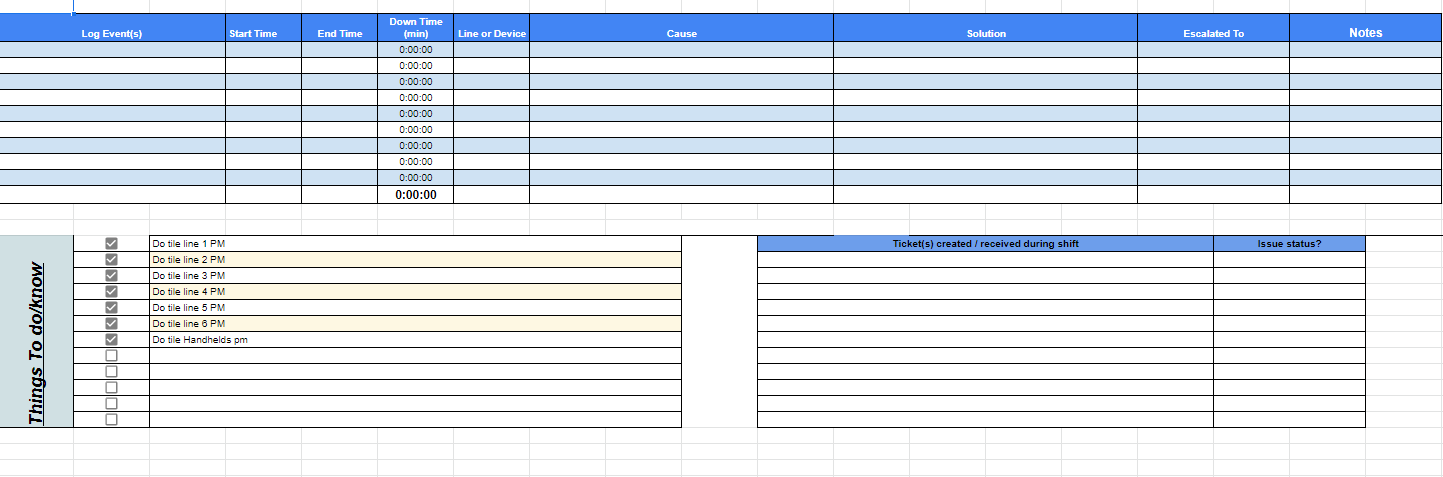 Log Event(s) Start Time End Time Down Time (min) Line or Device Cause Solution Escalated To Notes
0:00:00
0:00:00
0:00:00
0:00:00
0:00:00
0:00:00
0:00:00
0:00:00
0:00:00
0:00:00
Things To do/know
Do tile line 1 PM
Do tile line 2 PM
Do tile line 3 PM
Do tile line 4 PM
Do tile line 5 PM
Do tile line 6 PM
Do tile Handhelds pm
Ticket(s) created / received during shift Issue status?